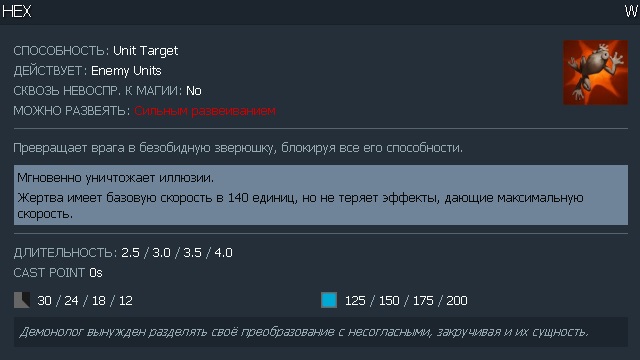 HEX W
СПОСОБНОСТЬ: Unit Target
ДЕЙСТВУЕТ: Enemy Units
СКВОЗЬ НЕВОСПР. К МАГИИ: No
МОЖНО РАЗВЕЯТЬ: Сильным развеиванием
Превращает врага в безобидную зверюшку, блокируя все его способности.
Мгновенно уничтожает иллюзии.
Жертва имеет базовую скорость в 140 единиц, но не теряет эффекты, дающие максимальную
скорость.
ДЛИТЕЛЬНОСТЬ: 2.5 / 3.0 / 3.5 / 4.0
CAST POINT 0s
30 / 24 / 18 / 12 125 / 150 / 175 / 200
Демонолог вынужден разделять своё преобразование с несогласными, закручивая и их сущность.